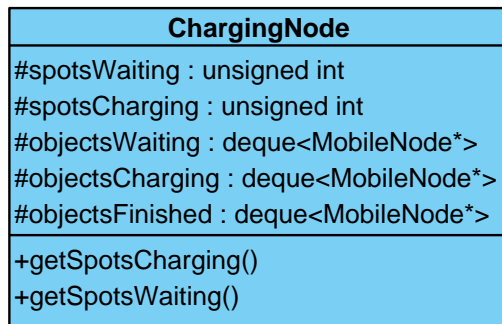 ChargingNode
#spotsWaiting : unsigned int
#spotsCharging : unsigned int
#objectsWaiting : deque<MobileNode*>
#objectsCharging : deque<MobileNode*>
#objectsFinished : deque<MobileNode*>
+getSpotsCharging()
+getSpotsWaiting()